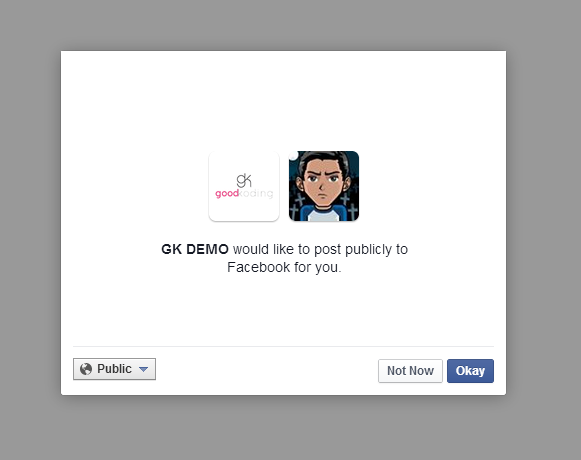 gk
goodkoding
GK DEMO would like to post publicly to
Facebook for you.
Public
Not Now
Okay